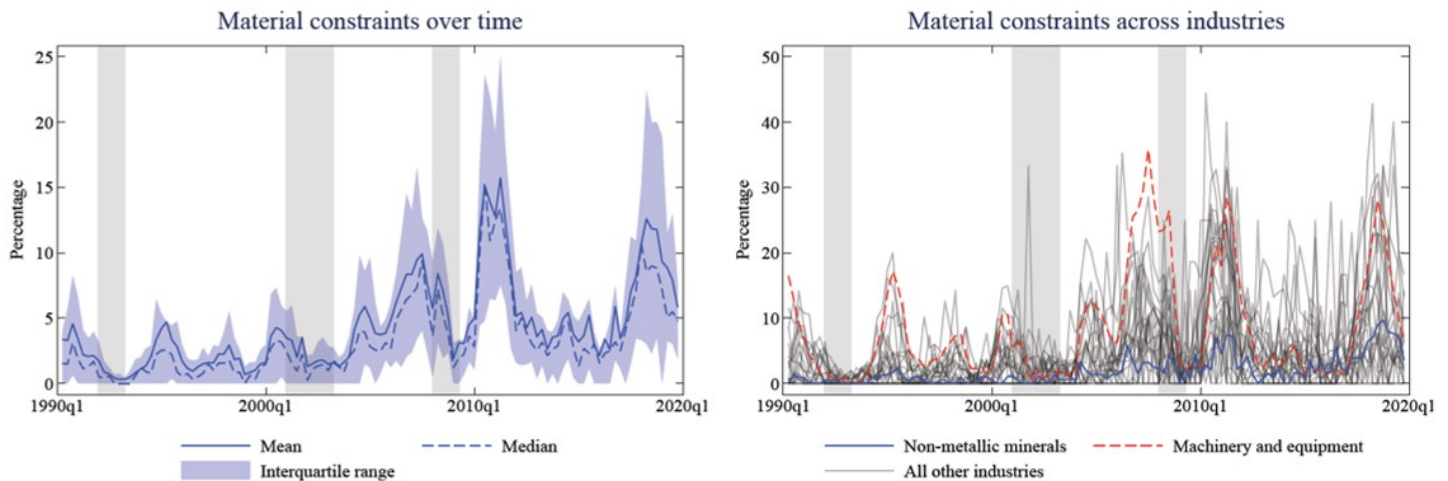 Material constraints over time
25
20
15
10
5
0
Percentage
1990q1 2000q1 2010q1 2020q1
Mean Median
Interquartile range
Material constraints across industries
50
40
30
20
10
0
Percentage
1990q1 2000q1 2010q1 2020q1
Non-metallic minerals Machinery and equipment
All other industries